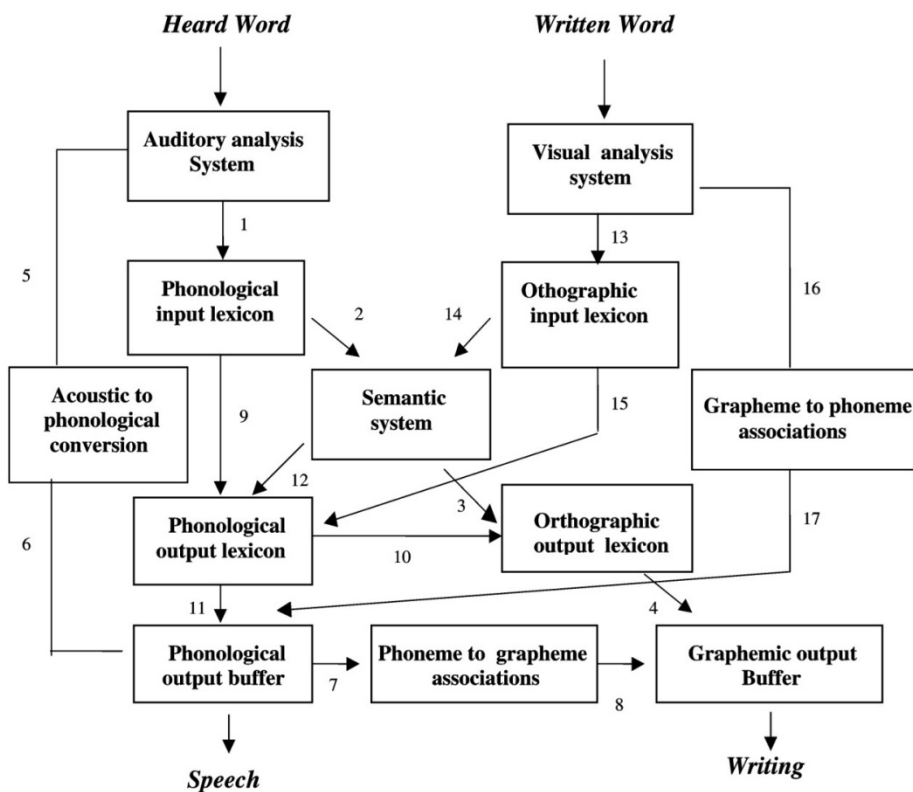 Heard Word
Written Word
Auditory analysis
System
Visual analysis
system
1
13
5
16
Phonological
input lexicon
2
14
Othographic
input lexicon
Acoustic to
phonological
conversion
9
Semantic
system
15
Grapheme to phoneme
associations
12
3
6
Phonological
output lexicon
10
Orthographic
output lexicon
17
11
4
Phonological
output buffer
7
Phoneme to grapheme
associations
8
Graphemic output
Buffer
Speech
Writing